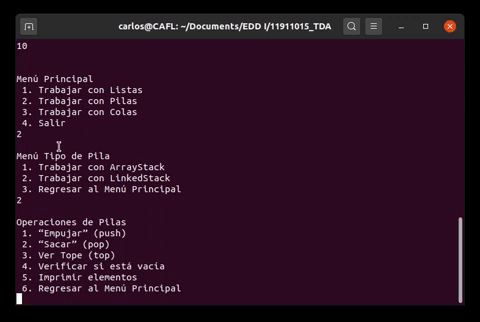 carlos@CAFL: ~/Documents/EDD I/11911015_TDA
10
Menú Principal
1. Trabajar con Listas
2. Trabajar con Pilas
3. Trabajar con Colas
4. Salir
2
Menú Tipo de Pila
1. Trabajar con ArrayStack
2. Trabajar con LinkedStack
3. Regresar al Menú Principal
2
Operaciones de Pilas
1. “Empujar” (push)
2. “Sacar” (pop)
3. Ver Tope (top)
4. Verificar si está vacía
5. Imprimir elementos
6. Regresar al Menú Principal